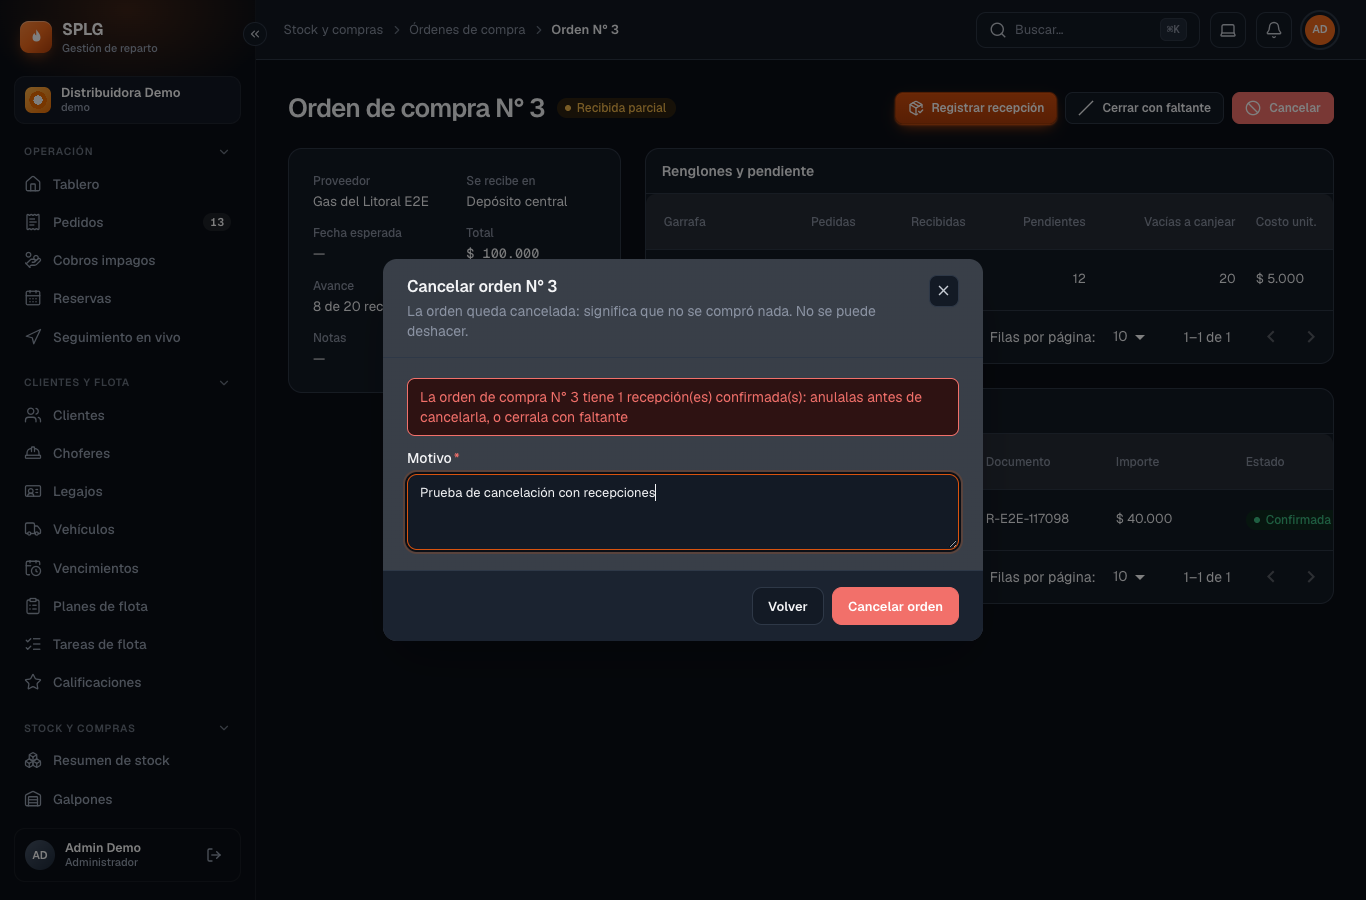 SPLG
Gestión de reparto
Distribuidora Demo
demo
OPERACIÓN
Tablero
Pedidos 13
Cobros impagos
Reservas
Seguimiento en vivo
CLIENTES Y FLOTA
Clientes
Choferes
Legajos
Vehículos
Vencimientos
Planes de flota
Tareas de flota
Calificaciones
STOCK Y COMPRAS
Resumen de stock
Galpones
AD Admin Demo
Administrador
Stock y compras > Órdenes de compra > Orden N° 3
Buscar... ⌘K AD
Orden de compra N° 3 Recibida parcial
Registrar recepción Cerrar con faltante Cancelar
Proveedor Se recibe en
Gas del Litoral E2E Depósito central
Fecha esperada Total
— $ 100.000
Avance
8 de 20 rec
Notas
—
Renglones y pendiente
Garrafa Pedidas Recibidas Pendientes Vacías a canjear Costo unit.
12 20 $ 5.000
Filas por página: 10 1–1 de 1
Documento Importe Estado
R-E2E-117098 $ 40.000 Confirmada
Filas por página: 10 1–1 de 1
Cancelar orden N° 3
La orden queda cancelada: significa que no se compró nada. No se puede
deshacer.
La orden de compra N° 3 tiene 1 recepción(es) confirmada(s): anulalas antes de
cancelarla, o cerrala con faltante
Motivo *
Prueba de cancelación con recepciones
Volver Cancelar orden